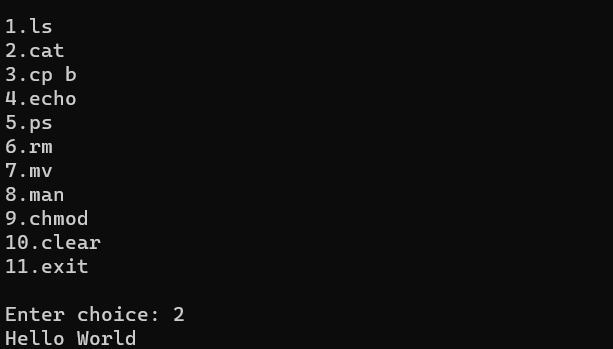 1.ls
2.cat
3.cp b
4.echo
5.ps
6.rm
7.mv
8.man
9.chmod
10.clear
11.exit
Enter choice: 2
Hello World